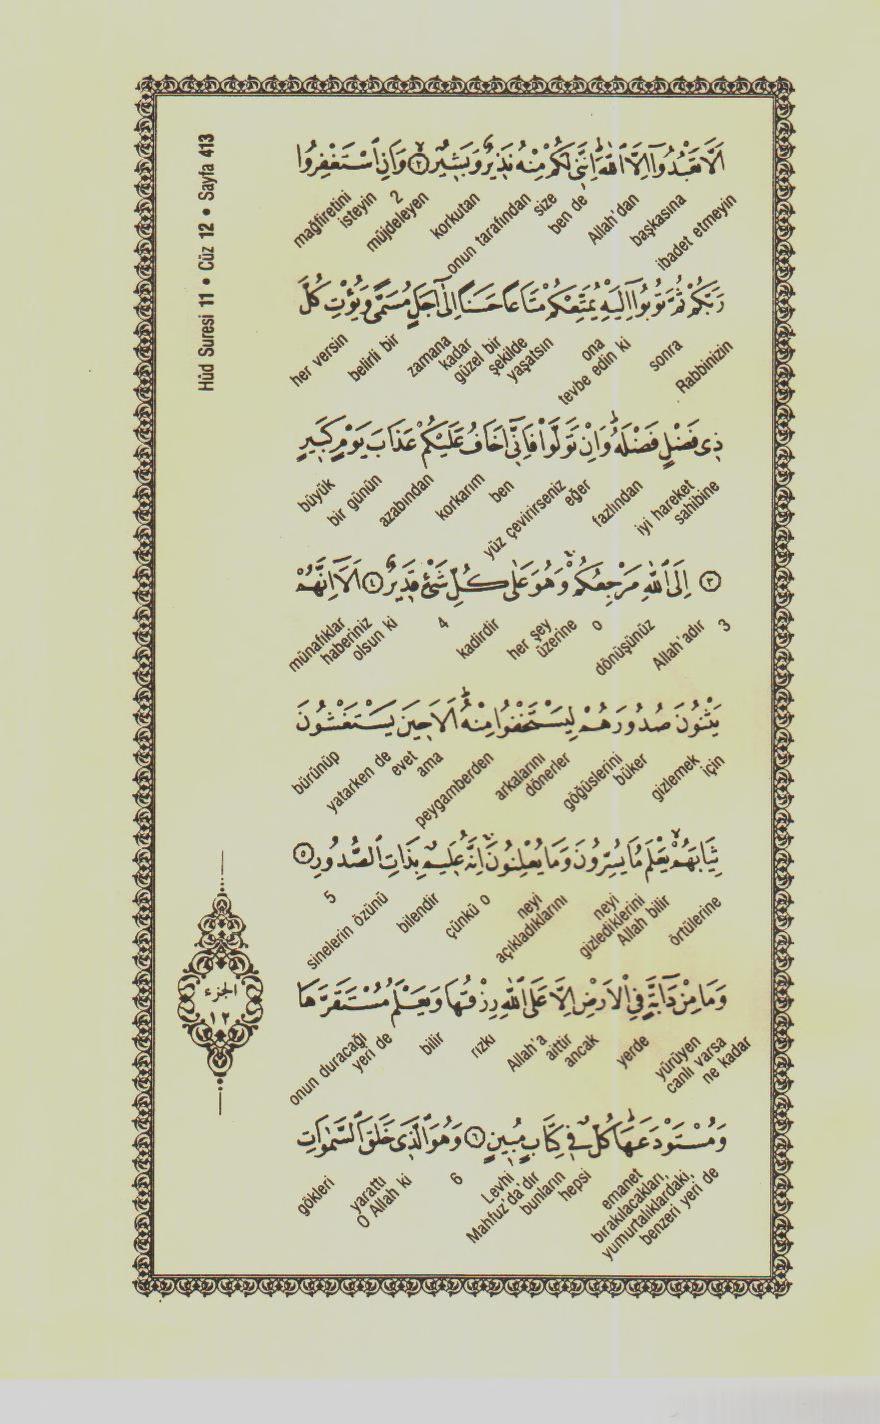 Hûd Suresi 11 • Cüz 12 • Sayfa 413
اَلَّا تَعْبُدُٓوا اِلَّا اللّٰهَۜ اِنَّنٖي لَكُمْ مِنْهُ نَذٖيرٌ وَبَشٖيرٌۙ ﴿٢﴾ وَاَنِ اسْتَغْفِرُوا
ibadet etmeyin başkasına Allah'dan ben de size onun tarafından korkutan müjdeleyen 2 isteyin mağfiretini
رَبَّكُمْ ثُمَّ تُوبُٓوا اِلَيْهِ يُمَتِّعْكُمْ مَتَاعًا حَسَنًا اِلٰٓى اَجَلٍ مُسَمًّى وَيُؤْتِ كُلَّ
Rabbinizin sonra tevbe edin ki ona yaşatsın şekilde güzel bir kadar zamana belirli bir her versin
ذٖي فَضْلٍ فَضْلَهُۜ وَاِنْ تَوَلَّوْا فَاِنّٖٓي اَخَافُ عَلَيْكُمْ عَذَابَ يَوْمٍ كَبٖيرٍ
sahibine iyi hareket fazlından eğer yüz çevirirseniz ben korkarım azabından bir günün büyük
﴿٣﴾ اِلَى اللّٰهِ مَرْجِعُكُمْۚ وَهُوَ عَلٰى كُلِّ شَيْءٍ قَدٖيرٌ ﴿٤﴾ اَلَٓا اِنَّهُمْ
3 Allah'adır dönüşünüz o üzerine her şey kadirdir 4 olsun ki haberiniz münafıklar
يَثْنُونَ صُدُورَهُمْ لِيَسْتَخْفُوا مِنْهُۜ اَلَا حٖينَ يَسْتَغْشُونَ
için gizlemek büker göğüslerini dönerler arkalarını peygamberden ama evet yatarken de bürünüp
ثِيَابَهُمْۙ يَعْلَمُ مَا يُسِرُّونَ وَمَا يُعْلِنُونَۚ اِنَّهُ عَلٖيمٌ بِذَاتِ الصُّدُورِ ﴿٥﴾
örtülerine Allah bilir gizlediklerini neyi açıkladıklarını neyi çünkü o bilendir sinelerin özünü 5
وَمَا مِنْ دَٓابَّةٍ فِي الْاَرْضِ اِلَّا عَلَى اللّٰهِ رِزْقُهَا وَيَعْلَمُ مُسْتَقَرَّهَا
ne kadar canlı varsa yürüyen yerde ancak aittir Allah'a rızkı bilir yeri de onun duracağı
وَمُسْتَوْدَعَهَاۜ كُلٌّ فٖي كِتَابٍ مُبٖينٍ ﴿٦﴾ وَهُوَ الَّذٖي خَلَقَ السَّمٰوَاتِ
benzeri yeri de yumurtalıklardaki, bırakılacakları, emanet hepsi bunların Mahfuz'da'dır Levhi 6 O Allah ki yarattı gökleri
الجزء
١٢